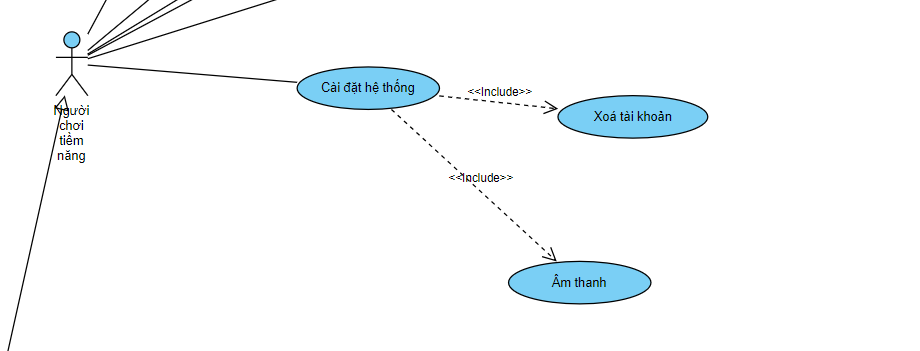 Cài đặt hệ thống
<<Include>>
Xoá tài khoản
Người
chơi
tiềm
năng
<<Include>>
Âm thanh